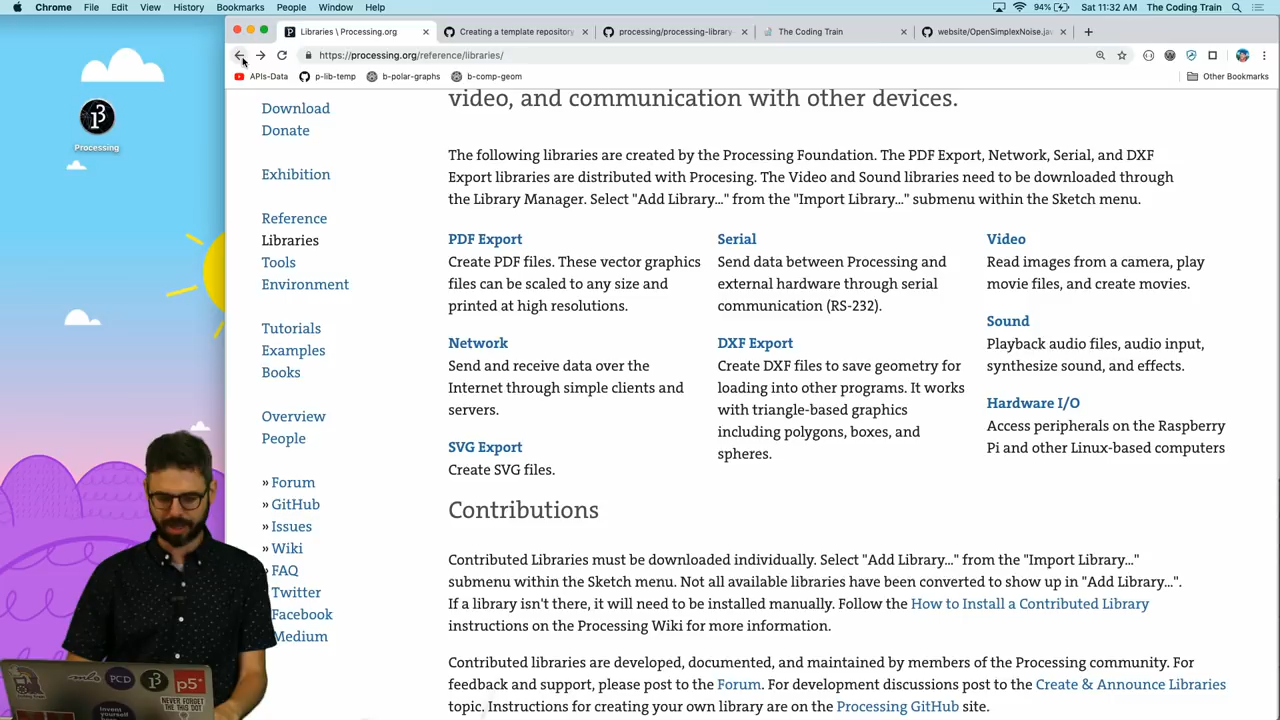 Chrome File Edit View History Bookmarks People Window Help 94% Sat 11:32 AM The Coding Train
Libraries \ Processing.org
Creating a template repository
processing/processing-library-
The Coding Train
website/OpenSimplexNoise.jav
https://processing.org/reference/libraries/
APIs-Data p-lib-temp b-polar-graphs b-comp-geom Other Bookmarks
Processing
Download
Donate
Exhibition
Reference
Libraries
Tools
Environment
Tutorials
Examples
Books
Overview
People
» Forum
» GitHub
» Issues
» Wiki
» FAQ
Twitter
Facebook
Medium
video, and communication with other devices.
The following libraries are created by the Processing Foundation. The PDF Export, Network, Serial, and DXF
Export libraries are distributed with Procesing. The Video and Sound libraries need to be downloaded through
the Library Manager. Select "Add Library..." from the "Import Library..." submenu within the Sketch menu.
PDF Export
Create PDF files. These vector graphics
files can be scaled to any size and
printed at high resolutions.
Network
Send and receive data over the
Internet through simple clients and
servers.
SVG Export
Create SVG files.
Serial
Send data between Processing and
external hardware through serial
communication (RS-232).
DXF Export
Create DXF files to save geometry for
loading into other programs. It works
with triangle-based graphics
including polygons, boxes, and
spheres.
Video
Read images from a camera, play
movie files, and create movies.
Sound
Playback audio files, audio input,
synthesize sound, and effects.
Hardware I/O
Access peripherals on the Raspberry
Pi and other Linux-based computers
Contributions
Contributed Libraries must be downloaded individually. Select "Add Library..." from the "Import Library..."
submenu within the Sketch menu. Not all available libraries have been converted to show up in "Add Library...".
If a library isn't there, it will need to be installed manually. Follow the How to Install a Contributed Library
instructions on the Processing Wiki for more information.
Contributed libraries are developed, documented, and maintained by members of the Processing community. For
feedback and support, please post to the Forum. For development discussions post to the Create & Announce Libraries
topic. Instructions for creating your own library are on the Processing GitHub site.
PCD
p5*
invent
yourself
NEVER
FORGET
THE THIS DOT